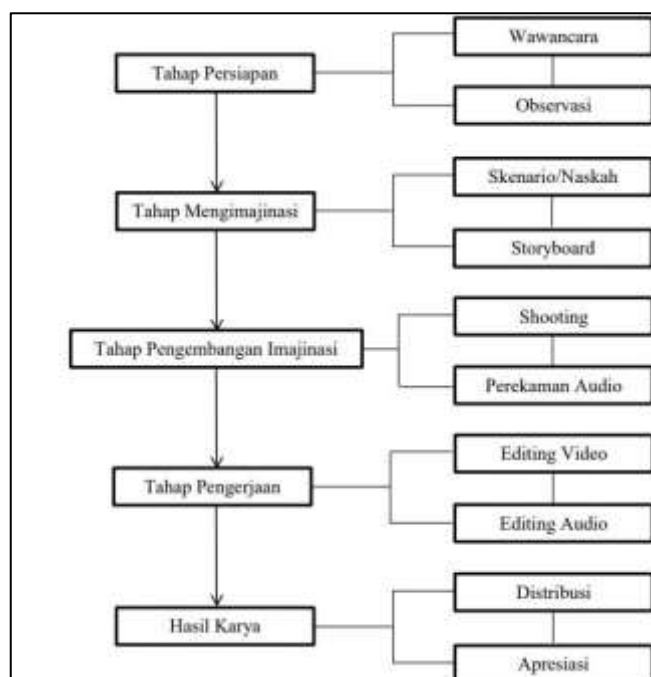 Wawancara
Tahap Persiapan
Observasi
Skenario/Naskah
Tahap Mengimajinasi
Storyboard
Shooting
Tahap Pengembangan Imajinasi
Perekaman Audio
Editing Video
Tahap Pengerjaan
Editing Audio
Distribusi
Hasil Karya
Apresiasi